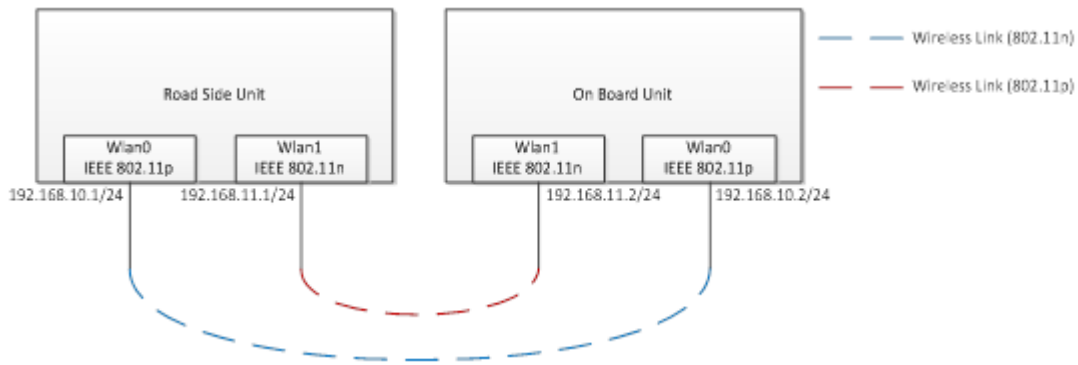 Road Side Unit
Wlan0
IEEE 802.11p
Wlan1
IEEE 802.11n
192.168.10.1/24
192.168.11.1/24
On Board Unit
Wlan1
IEEE 802.11n
Wlan0
IEEE 802.11p
192.168.11.2/24
192.168.10.2/24
Wireless Link (802.11n)
Wireless Link (802.11p)